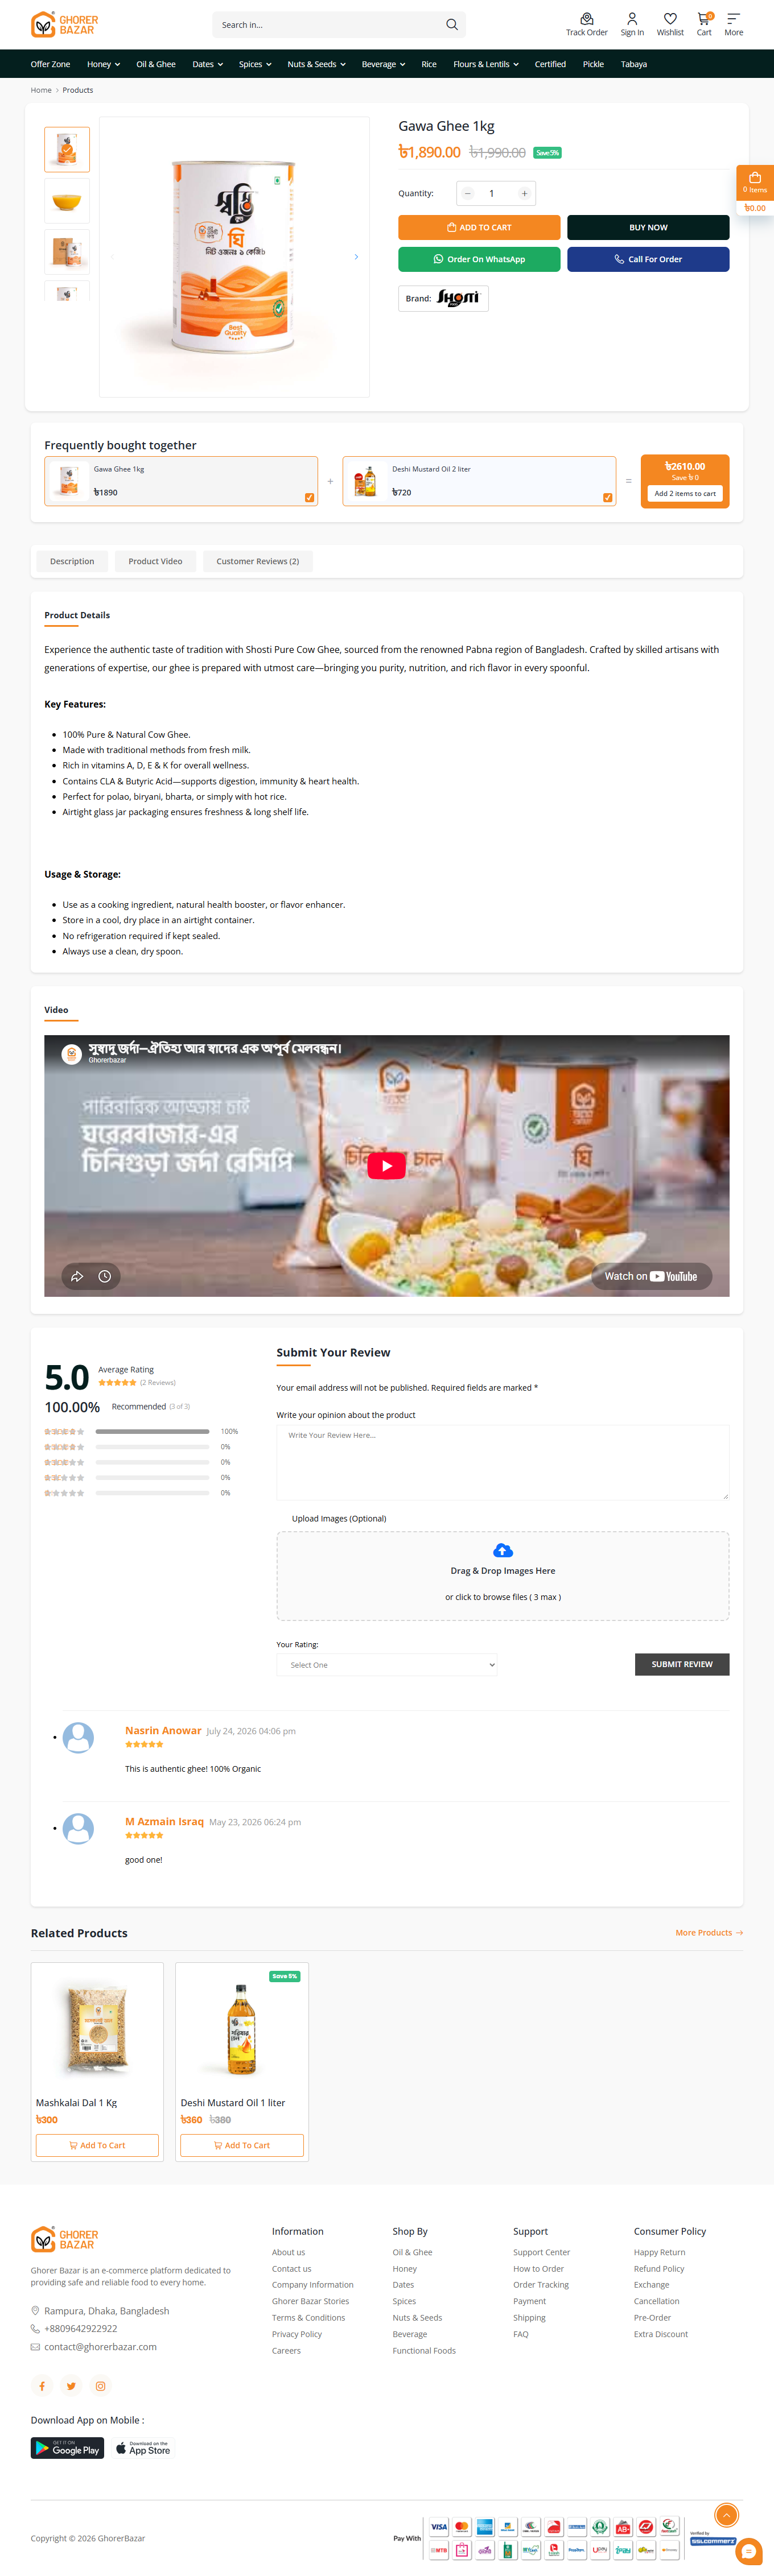 GHORER
BAZAR
Search in...
Track Order
Sign In
Wishlist
0
Cart
More
Offer Zone
Honey
Oil & Ghee
Dates
Spices
Nuts & Seeds
Beverage
Rice
Flours & Lentils
Certified
Pickle
Tabaya
Home > Products
Gawa Ghee 1kg
৳1,890.00 ৳1,990.00 Save 5%
0 Items
৳0.00
Quantity: − 1 +
ADD TO CART
BUY NOW
Order On WhatsApp
Call For Order
Brand: Shosti
ঘি
নিট ওজনঃ ১ কেজি
Best
Quality
Frequently bought together
Gawa Ghee 1kg
৳1890
+
Deshi Mustard Oil 2 liter
৳720
=
৳2610.00
Save ৳ 0
Add 2 items to cart
Description
Product Video
Customer Reviews (2)
Product Details
Experience the authentic taste of tradition with Shosti Pure Cow Ghee, sourced from the renowned Pabna region of Bangladesh. Crafted by skilled artisans with
generations of expertise, our ghee is prepared with utmost care—bringing you purity, nutrition, and rich flavor in every spoonful.
Key Features:
100% Pure & Natural Cow Ghee.
Made with traditional methods from fresh milk.
Rich in vitamins A, D, E & K for overall wellness.
Contains CLA & Butyric Acid—supports digestion, immunity & heart health.
Perfect for polao, biryani, bharta, or simply with hot rice.
Airtight glass jar packaging ensures freshness & long shelf life.
Usage & Storage:
Use as a cooking ingredient, natural health booster, or flavor enhancer.
Store in a cool, dry place in an airtight container.
No refrigeration required if kept sealed.
Always use a clean, dry spoon.
Video
সুস্বাদু জর্দা—ঐতিহ্য আর স্বাদের এক অপূর্ব মেলবন্ধন।
Ghorerbazar
পারিবারিক আড্ডায় চাই
ঘরেরবাজার-এর
চিনিগুড়া জর্দা রেসিপি
Watch on YouTube
5.0
Average Rating
(2 Reviews)
100.00% Recommended (3 of 3)
100%
0%
0%
0%
0%
Submit Your Review
Your email address will not be published. Required fields are marked *
Write your opinion about the product
Write Your Review Here...
Upload Images (Optional)
Drag & Drop Images Here
or click to browse files ( 3 max )
Your Rating:
Select One
SUBMIT REVIEW
Nasrin Anowar July 24, 2026 04:06 pm
This is authentic ghee! 100% Organic
M Azmain Israq May 23, 2026 06:24 pm
good one!
Related Products
More Products →
Mashkalai Dal 1 Kg
৳300
Add To Cart
Save 5%
Deshi Mustard Oil 1 liter
৳360 ৳380
Add To Cart
GHORER
BAZAR
Ghorer Bazar is an e-commerce platform dedicated to
providing safe and reliable food to every home.
Rampura, Dhaka, Bangladesh
+8809642922922
contact@ghorerbazar.com
Download App on Mobile :
GET IT ON
Google Play
Download on the
App Store
Information
About us
Contact us
Company Information
Ghorer Bazar Stories
Terms & Conditions
Privacy Policy
Careers
Shop By
Oil & Ghee
Honey
Dates
Spices
Nuts & Seeds
Beverage
Functional Foods
Support
Support Center
How to Order
Order Tracking
Payment
Shipping
FAQ
Consumer Policy
Happy Return
Refund Policy
Exchange
Cancellation
Pre-Order
Extra Discount
Copyright © 2026 GhorerBazar
Pay With
VISA
AB
MTB
Upay
Verified by
SSLCOMMERZ